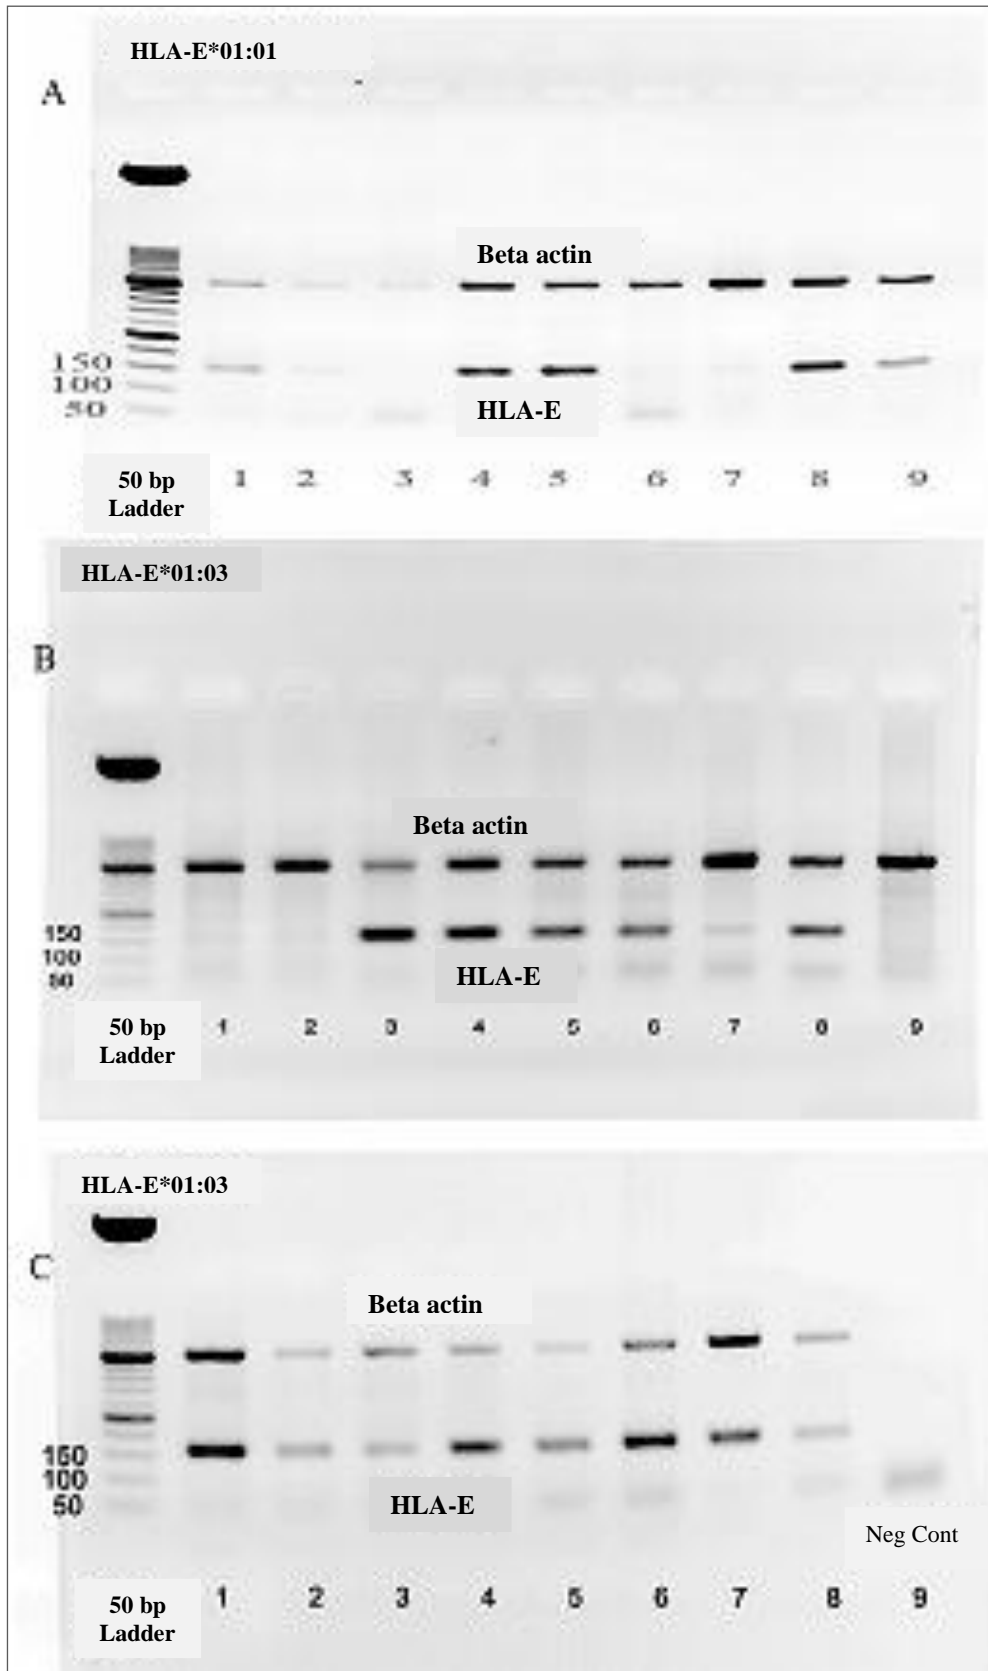 HLA-E*01:01
A
Beta actin
150
100
50
HLA-E
50 bp
Ladder
1 2 3 4 5 6 7 8 9
HLA-E*01:03
B
Beta actin
150
100
50
HLA-E
50 bp
Ladder
1 2 3 4 5 6 7 8 9
HLA-E*01:03
C
Beta actin
150
100
50
HLA-E
Neg Cont
50 bp
Ladder
1 2 3 4 5 6 7 8 9